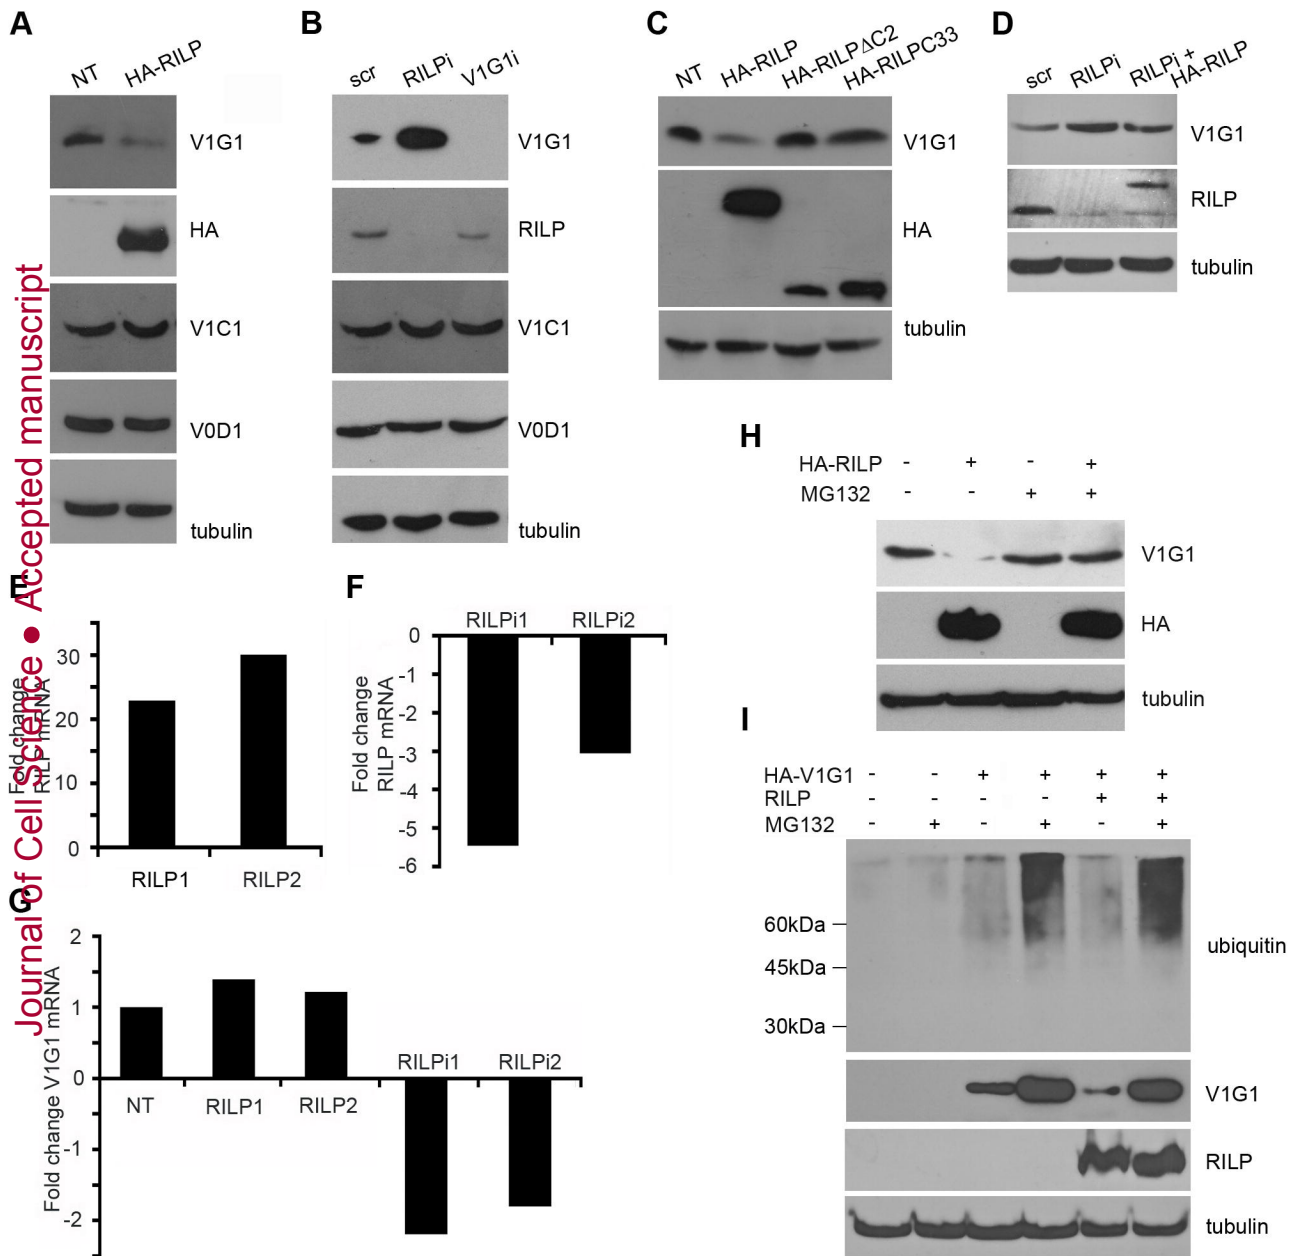 A
NT
HA-RILP
V1G1
HA
V1C1
V0D1
tubulin
B
scr
RILPi
V1G1i
V1G1
RILP
V1C1
V0D1
tubulin
C
NT
HA-RILP
HA-RILPΔC2
HA-RILPC33
V1G1
HA
tubulin
D
scr
RILPi
RILPi +
HA-RILP
V1G1
RILP
tubulin
Journal of Cell Science ● Accepted manuscript
E
Fold change
RILP mRNA
30
20
10
0
RILP1
RILP2
F
RILPi1
RILPi2
Fold change
RILP mRNA
0
-1
-2
-3
-4
-5
-6
G
Fold change V1G1 mRNA
2
1
0
-1
-2
NT
RILP1
RILP2
RILPi1
RILPi2
H
HA-RILP - + - +
MG132 - - + +
V1G1
HA
tubulin
I
HA-V1G1 - - + + + +
RILP - - - - + +
MG132 - + - + - +
60kDa
45kDa
30kDa
ubiquitin
V1G1
RILP
tubulin